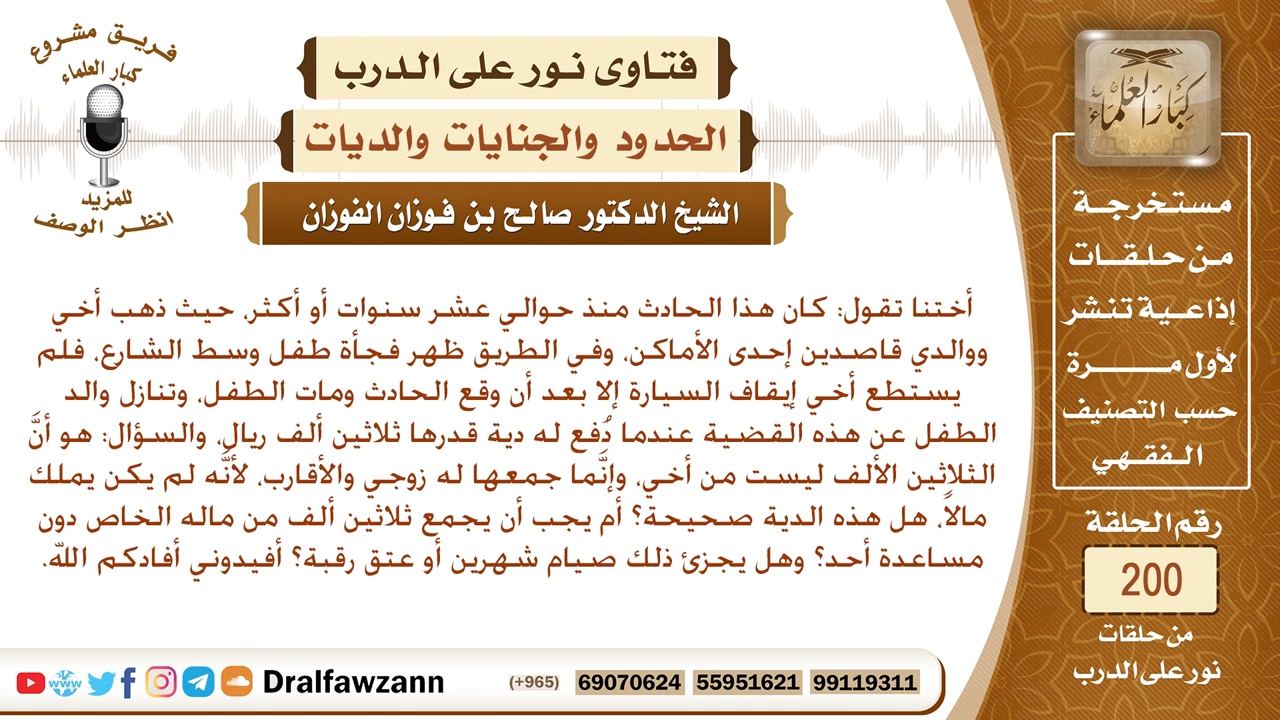 فريق مشروع
كبار العلماء
للمزيد
انظر الوصف
فتاوى نور على الدرب
الحدود والجنايات والديات
الشيخ الدكتور صالح بن فوزان الفوزان
أختنا تقول: كان هذا الحادث منذ حوالي عشر سنوات أو أكثر، حيث ذهب أخي
ووالدي قاصدين إحدى الأماكن، وفي الطريق ظهر فجأة طفل وسط الشارع، فلم
يستطع أخي إيقاف السيارة إلا بعد أن وقع الحادث ومات الطفل، وتنازل والد
الطفل عن هذه القضية عندما دُفع له دية قدرها ثلاثين ألف ريال، والسؤال: هو أنَّ
الثلاثين الألف ليست من أخي، وإنَّما جمعها له زوجي والأقارب، لأنَّه لم يكن يملك
مالاً، هل هذه الدية صحيحة؟ أم يجب أن يجمع ثلاثين ألف من ماله الخاص دون
مساعدة أحد؟ وهل يجزئ ذلك صيام شهرين أو عتق رقبة؟ أفيدوني أفادكم الله.
كبار العلماء
مستخرجة
من حلقات
إذاعية تنشر
لأول مرة
حسب التصنيف
الفقهي
رقم الحلقة
200
من حلقات
نور على الدرب
www
Dralfawzann
(+965) 69070624 55951621 99119311